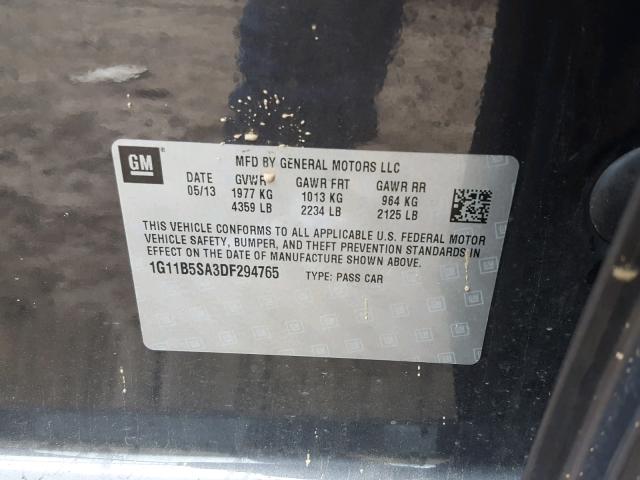 GM
MFD BY GENERAL MOTORS LLC
DATE GVWR GAWR FRT GAWR RR
05/13 1977 KG 1013 KG 964 KG
4359 LB 2234 LB 2125 LB
THIS VEHICLE CONFORMS TO ALL APPLICABLE U.S. FEDERAL MOTOR
VEHICLE SAFETY, BUMPER, AND THEFT PREVENTION STANDARDS IN
EFFECT ON THE DATE OF MANUFACTURE SHOWN ABOVE.
1G11B5SA3DF294765 TYPE: PASS CAR